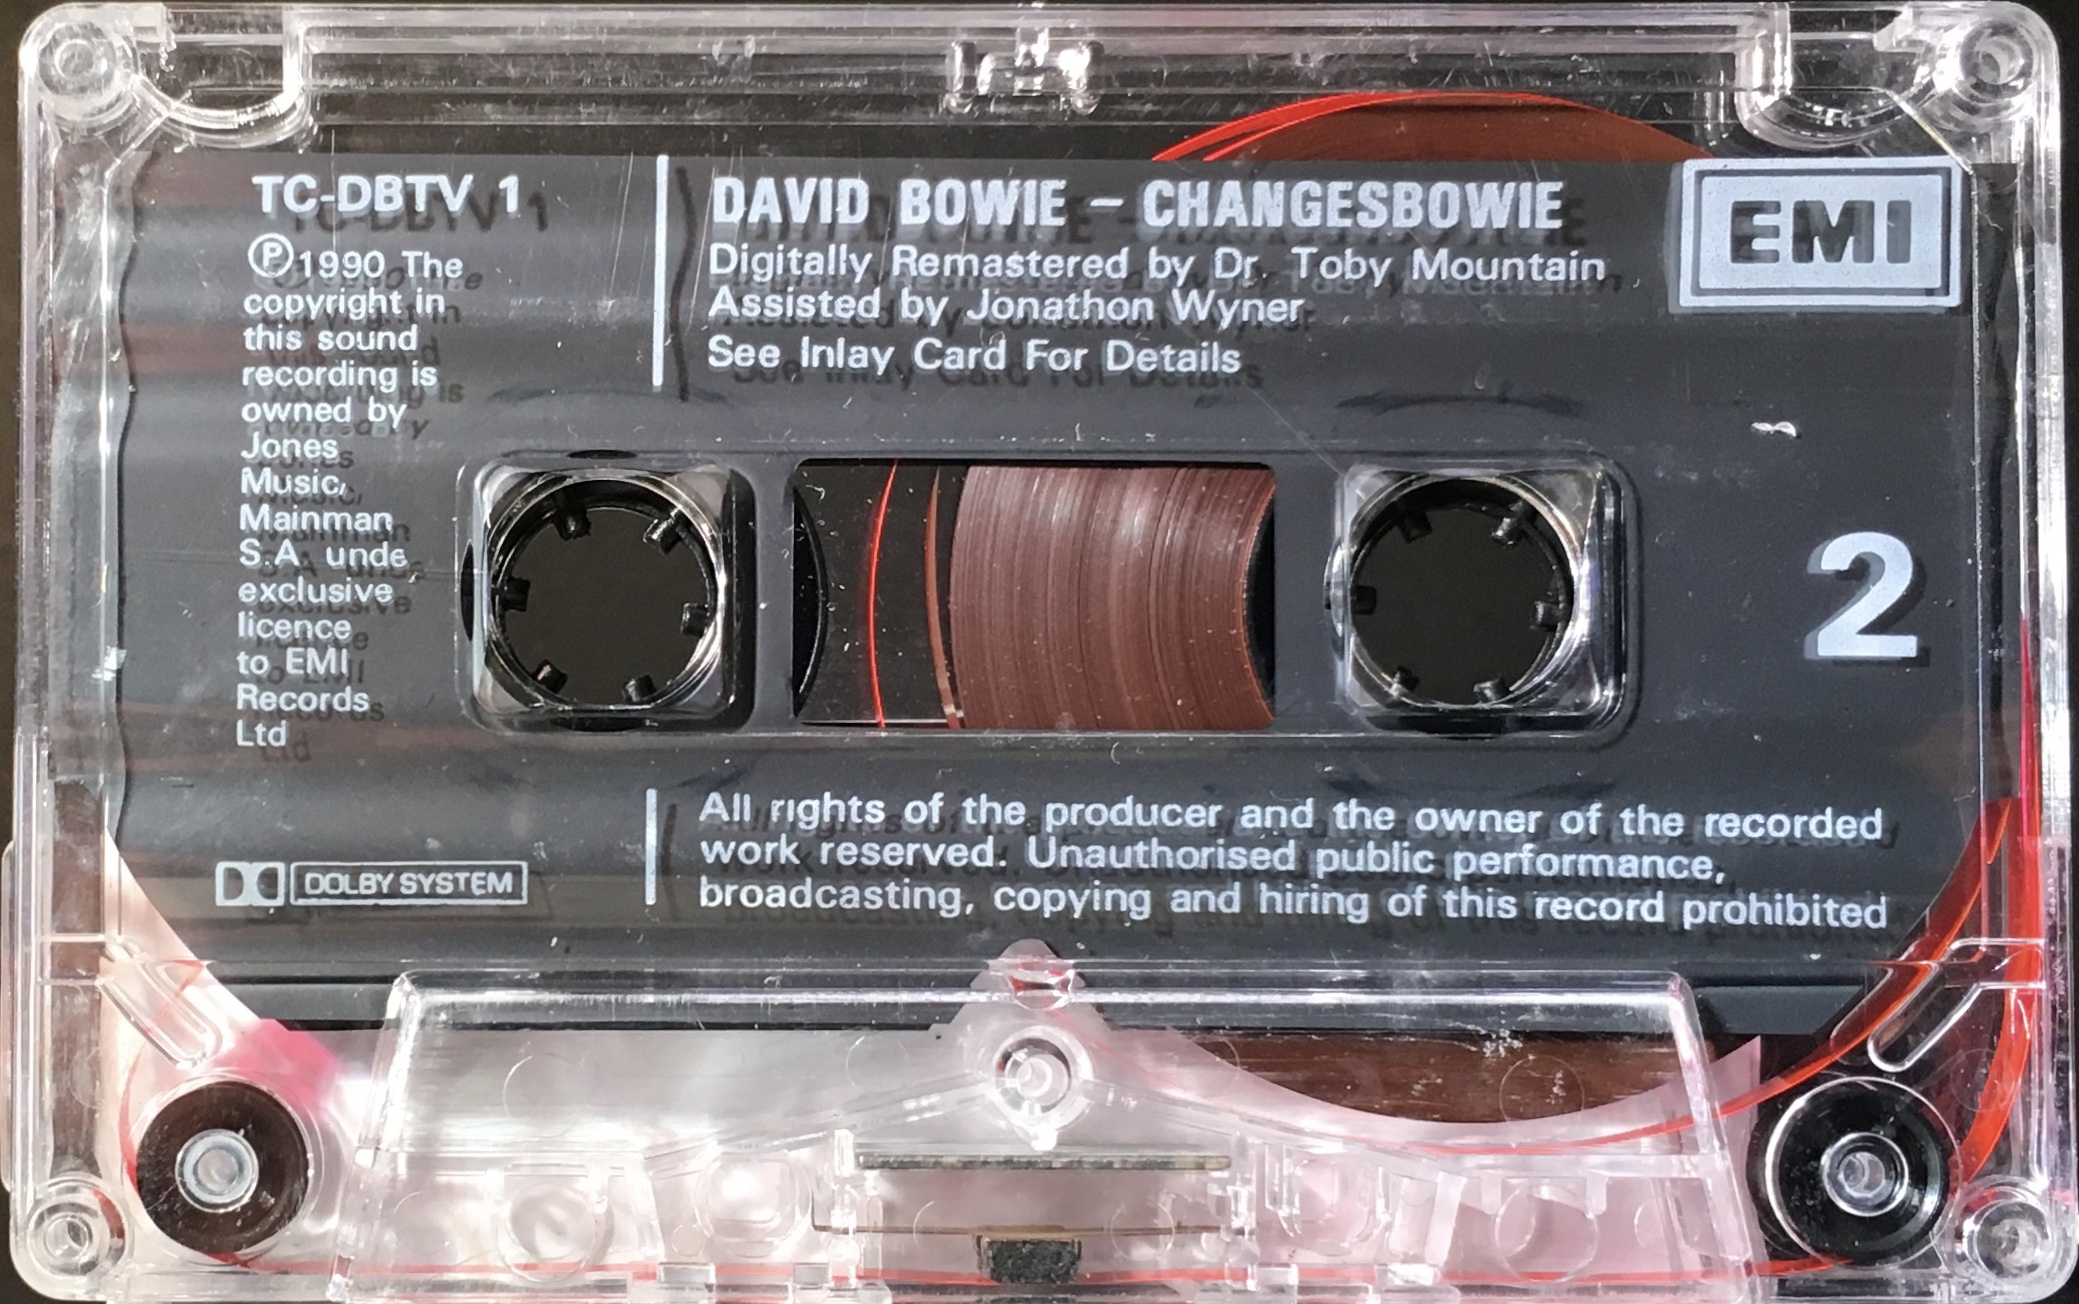 TC-DBTV 1
Ⓟ1990 The
copyright in
this sound
recording is
owned by
Jones
Music,
Mainman
S.A. unde
exclusive
licence
to EMI
Records
Ltd
DAVID BOWIE – CHANGESBOWIE
Digitally Remastered by Dr. Toby Mountain
Assisted by Jonathon Wyner
See Inlay Card For Details
EMI
2
DOLBY SYSTEM
All rights of the producer and the owner of the recorded
work reserved. Unauthorised public performance,
broadcasting, copying and hiring of this record prohibited